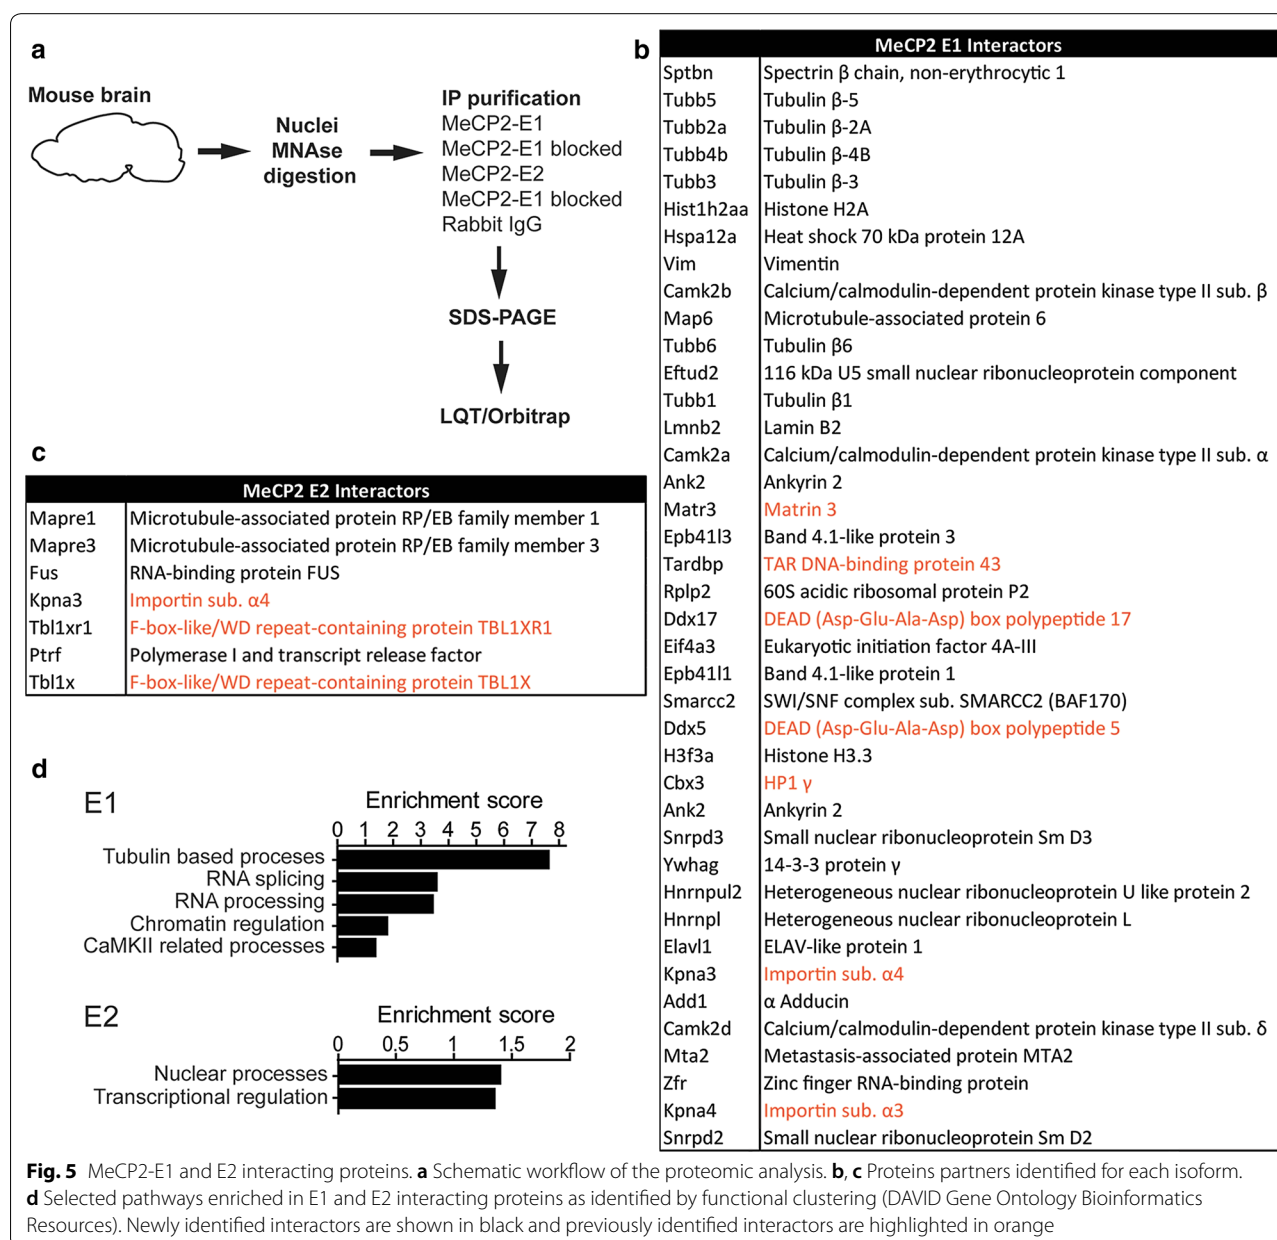 a
Mouse brain
Nuclei
MNAse
digestion
IP purification
MeCP2-E1
MeCP2-E1 blocked
MeCP2-E2
MeCP2-E1 blocked
Rabbit IgG
SDS-PAGE
LQT/Orbitrap
b
MeCP2 E1 Interactors
Sptbn Spectrin β chain, non-erythrocytic 1
Tubb5 Tubulin β-5
Tubb2a Tubulin β-2A
Tubb4b Tubulin β-4B
Tubb3 Tubulin β-3
Hist1h2aa Histone H2A
Hspa12a Heat shock 70 kDa protein 12A
Vim Vimentin
Camk2b Calcium/calmodulin-dependent protein kinase type II sub. β
Map6 Microtubule-associated protein 6
Tubb6 Tubulin β6
Eftud2 116 kDa U5 small nuclear ribonucleoprotein component
Tubb1 Tubulin β1
Lmnb2 Lamin B2
Camk2a Calcium/calmodulin-dependent protein kinase type II sub. α
Ank2 Ankyrin 2
Matr3 Matrin 3
Epb41l3 Band 4.1-like protein 3
Tardbp TAR DNA-binding protein 43
Rplp2 60S acidic ribosomal protein P2
Ddx17 DEAD (Asp-Glu-Ala-Asp) box polypeptide 17
Eif4a3 Eukaryotic initiation factor 4A-III
Epb41l1 Band 4.1-like protein 1
Smarcc2 SWI/SNF complex sub. SMARCC2 (BAF170)
Ddx5 DEAD (Asp-Glu-Ala-Asp) box polypeptide 5
H3f3a Histone H3.3
Cbx3 HP1 γ
Ank2 Ankyrin 2
Snrpd3 Small nuclear ribonucleoprotein Sm D3
Ywhag 14-3-3 protein γ
Hnrnpul2 Heterogeneous nuclear ribonucleoprotein U like protein 2
Hnrnpl Heterogeneous nuclear ribonucleoprotein L
Elavl1 ELAV-like protein 1
Kpna3 Importin sub. α4
Add1 α Adducin
Camk2d Calcium/calmodulin-dependent protein kinase type II sub. δ
Mta2 Metastasis-associated protein MTA2
Zfr Zinc finger RNA-binding protein
Kpna4 Importin sub. α3
Snrpd2 Small nuclear ribonucleoprotein Sm D2
c
MeCP2 E2 Interactors
Mapre1 Microtubule-associated protein RP/EB family member 1
Mapre3 Microtubule-associated protein RP/EB family member 3
Fus RNA-binding protein FUS
Kpna3 Importin sub. α4
Tbl1xr1 F-box-like/WD repeat-containing protein TBL1XR1
Ptrf Polymerase I and transcript release factor
Tbl1x F-box-like/WD repeat-containing protein TBL1X
d
E1 Enrichment score
0 1 2 3 4 5 6 7 8
Tubulin based proceses
RNA splicing
RNA processing
Chromatin regulation
CaMKII related processes
E2 Enrichment score
0 0.5 1 1.5 2
Nuclear processes
Transcriptional regulation
Fig. 5 MeCP2-E1 and E2 interacting proteins. a Schematic workflow of the proteomic analysis. b, c Proteins partners identified for each isoform.
d Selected pathways enriched in E1 and E2 interacting proteins as identified by functional clustering (DAVID Gene Ontology Bioinformatics
Resources). Newly identified interactors are shown in black and previously identified interactors are highlighted in orange